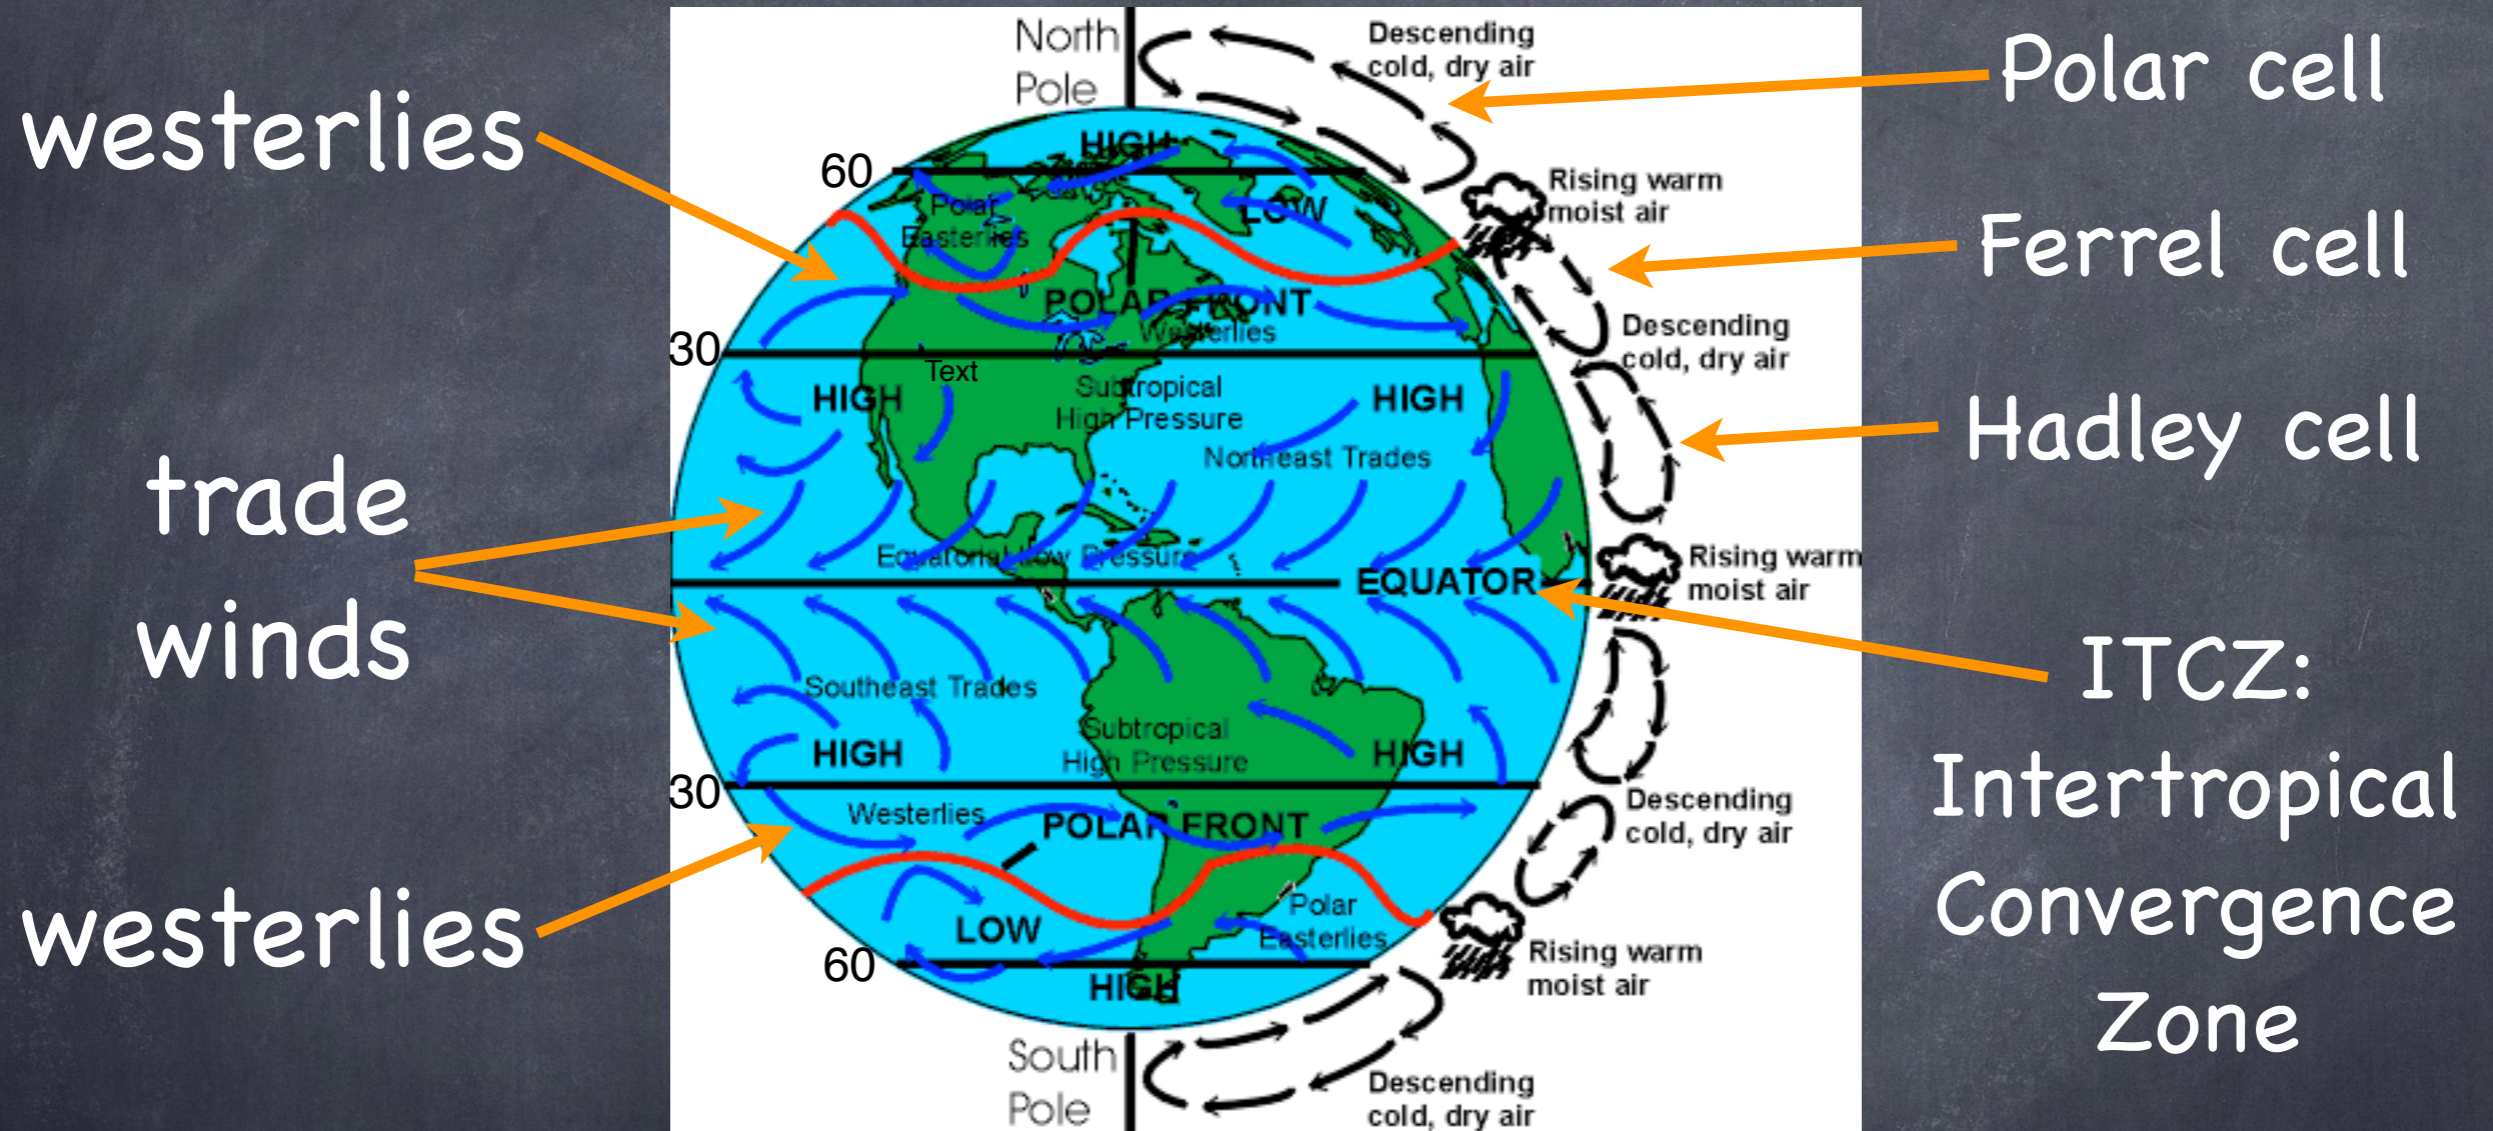 westerlies
trade
winds
westerlies
North
Pole
Descending
cold, dry air
HIGH
60
Polar
Easterlies
LOW
Rising warm
moist air
POLAR FRONT
Westerlies
Descending
cold, dry air
30
Text
HIGH
Subtropical
High Pressure
HIGH
Northeast Trades
Equatorial Low Pressure
EQUATOR
Rising warm
moist air
Southeast Trades
Subtropical
High Pressure
HIGH
HIGH
30
Westerlies
POLAR FRONT
Descending
cold, dry air
Polar
Easterlies
LOW
60
HIGH
Rising warm
moist air
South
Pole
Descending
cold, dry air
Polar cell
Ferrel cell
Hadley cell
ITCZ:
Intertropical
Convergence
Zone